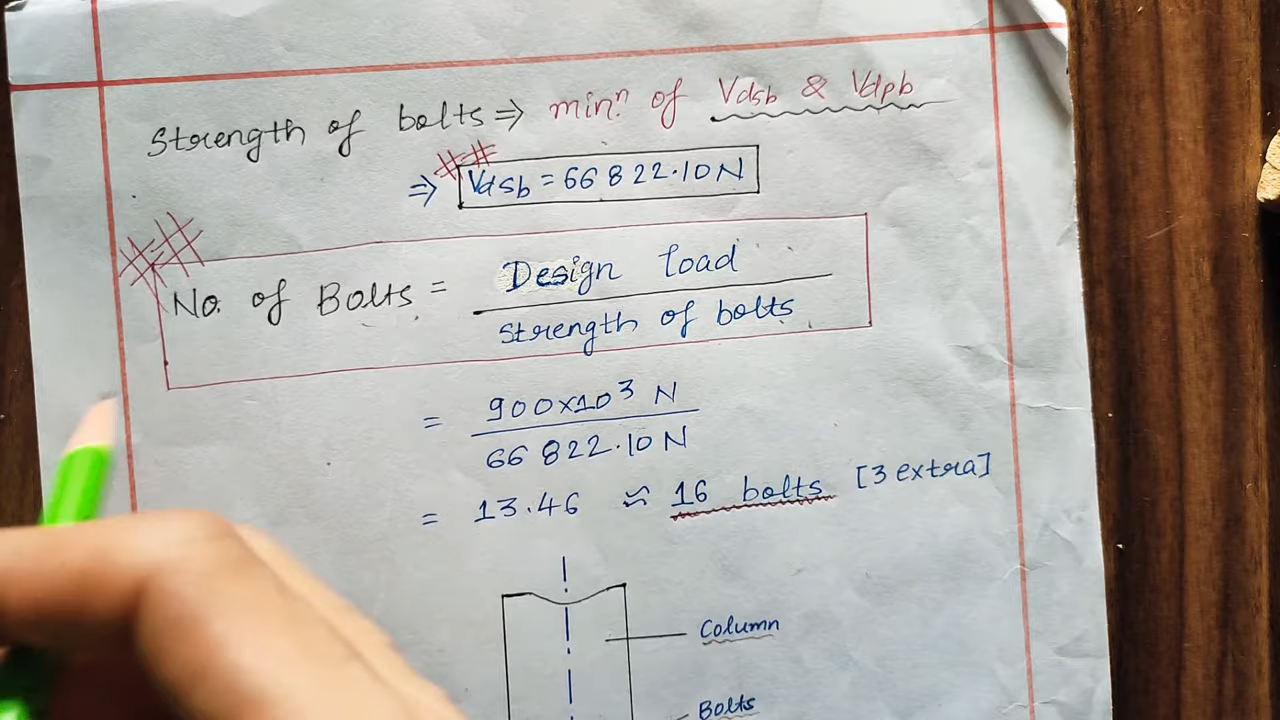 Strength of bolts ⇒ minⁿ. of Vdsb & Vdpb
⇒ Vdsb = 66822.10N
No. of Bolts = Design load
Strength of bolts
= 900×10³ N
66822.10 N
= 13.46 ≈ 16 bolts [3 extra]
Column
Bolts